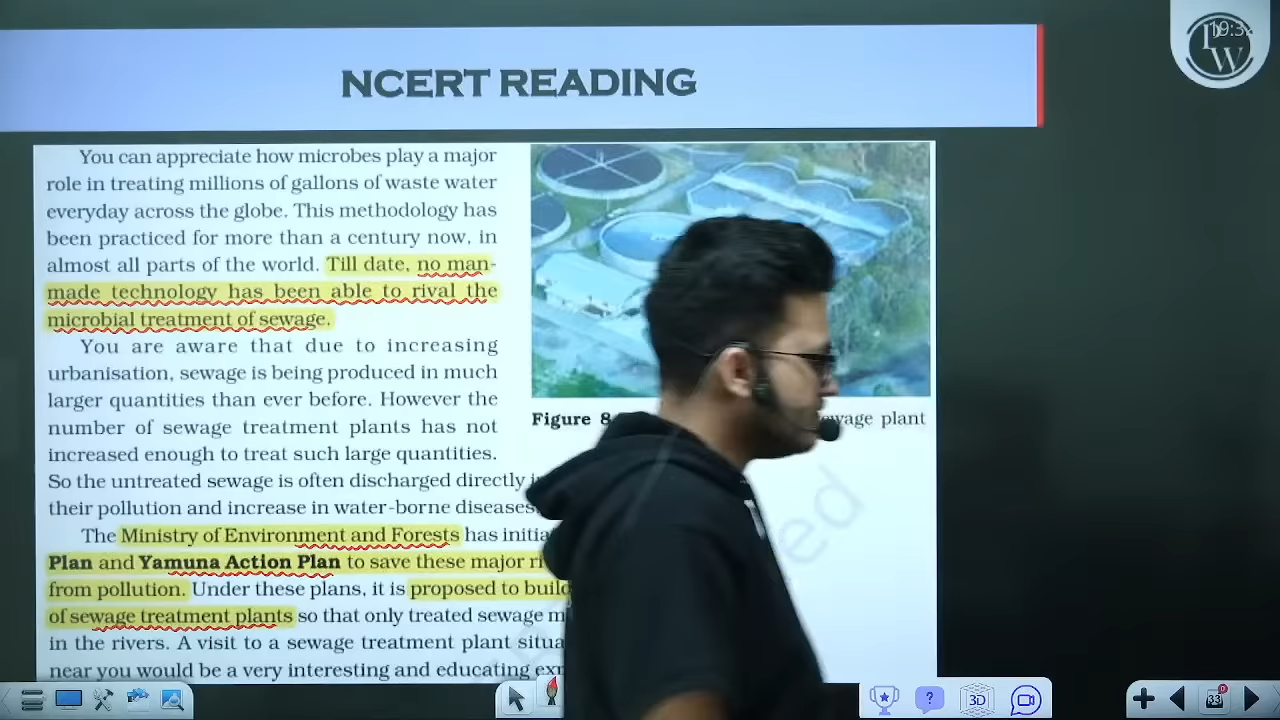 NCERT READING
You can appreciate how microbes play a major
role in treating millions of gallons of waste water
everyday across the globe. This methodology has
been practiced for more than a century now, in
almost all parts of the world. Till date, no man-
made technology has been able to rival the
microbial treatment of sewage.
You are aware that due to increasing
urbanisation, sewage is being produced in much
larger quantities than ever before. However the
number of sewage treatment plants has not
increased enough to treat such large quantities.
So the untreated sewage is often discharged directly
their pollution and increase in water-borne diseases
The Ministry of Environment and Forests has
Plan and Yamuna Action Plan to save these major
from pollution. Under these plans, it is proposed to build
of sewage treatment plants so that only treated sewage
in the rivers. A visit to a sewage treatment plant
near you would be a very interesting and educating
Figure 8
plant
W
3D
33